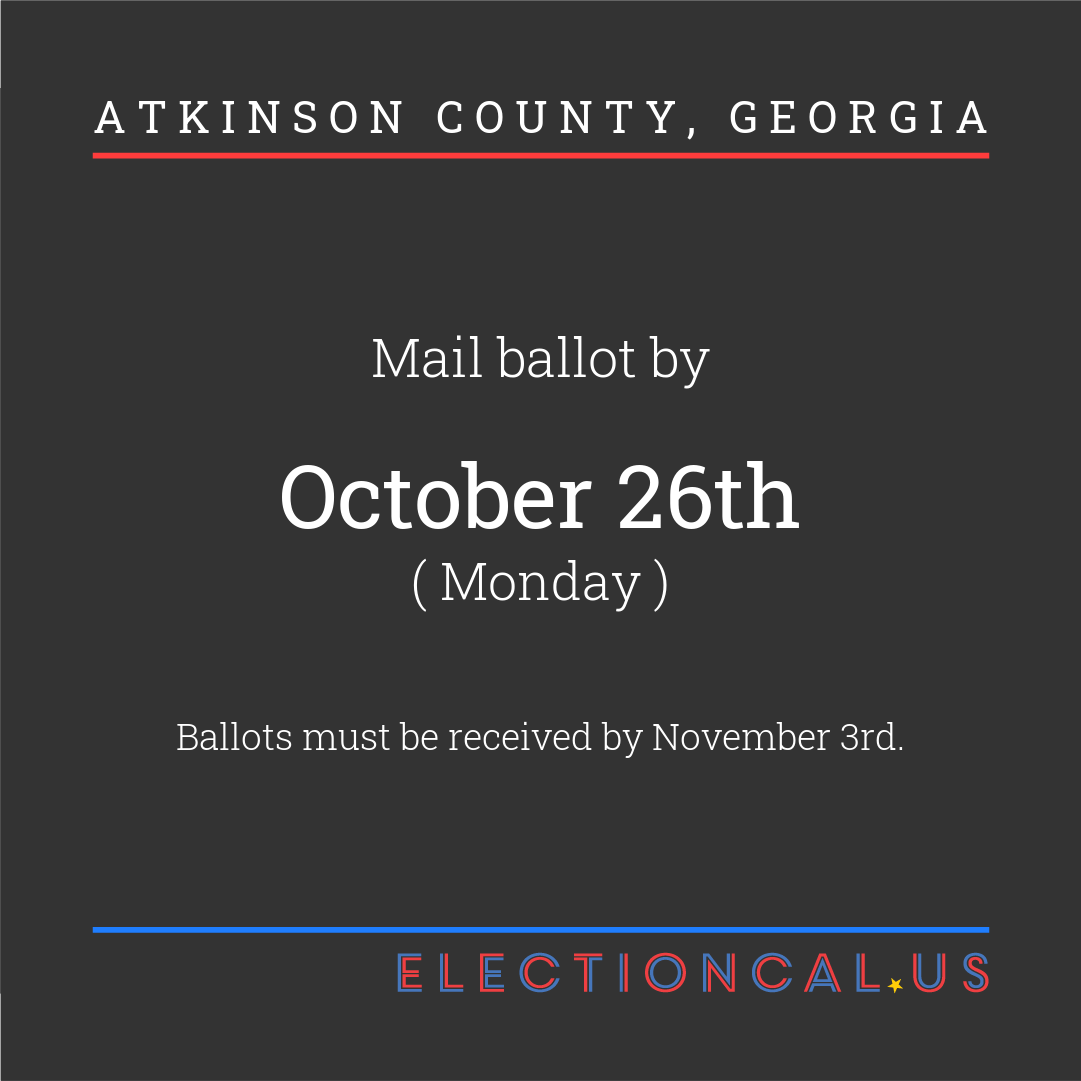 ATKINSON COUNTY, GEORGIA
Mail ballot by
October 26th
( Monday )
Ballots must be received by November 3rd.
ELECTIONCAL.US